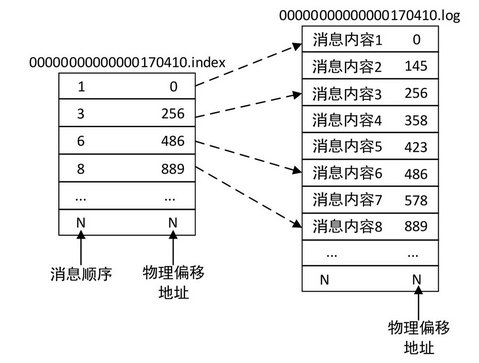 00000000000000170410.log
00000000000000170410.index
消息内容1 0
消息内容2 145
消息内容3 256
消息内容4 358
消息内容5 423
消息内容6 486
消息内容7 578
消息内容8 889
... ...
N N
1 0
3 256
6 486
8 889
... ...
N N
消息顺序
物理偏移
地址
物理偏移
地址